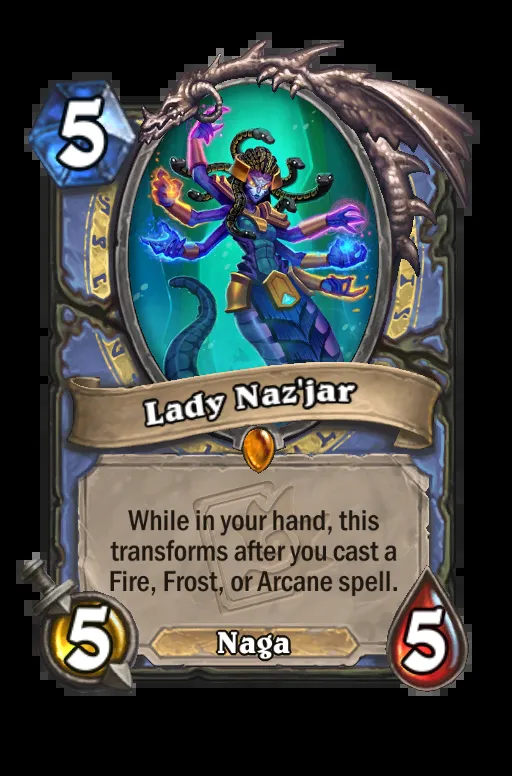 5
Lady Naz'jar
While in your hand, this
transforms after you cast a
Fire, Frost, or Arcane spell.
5
Naga
5